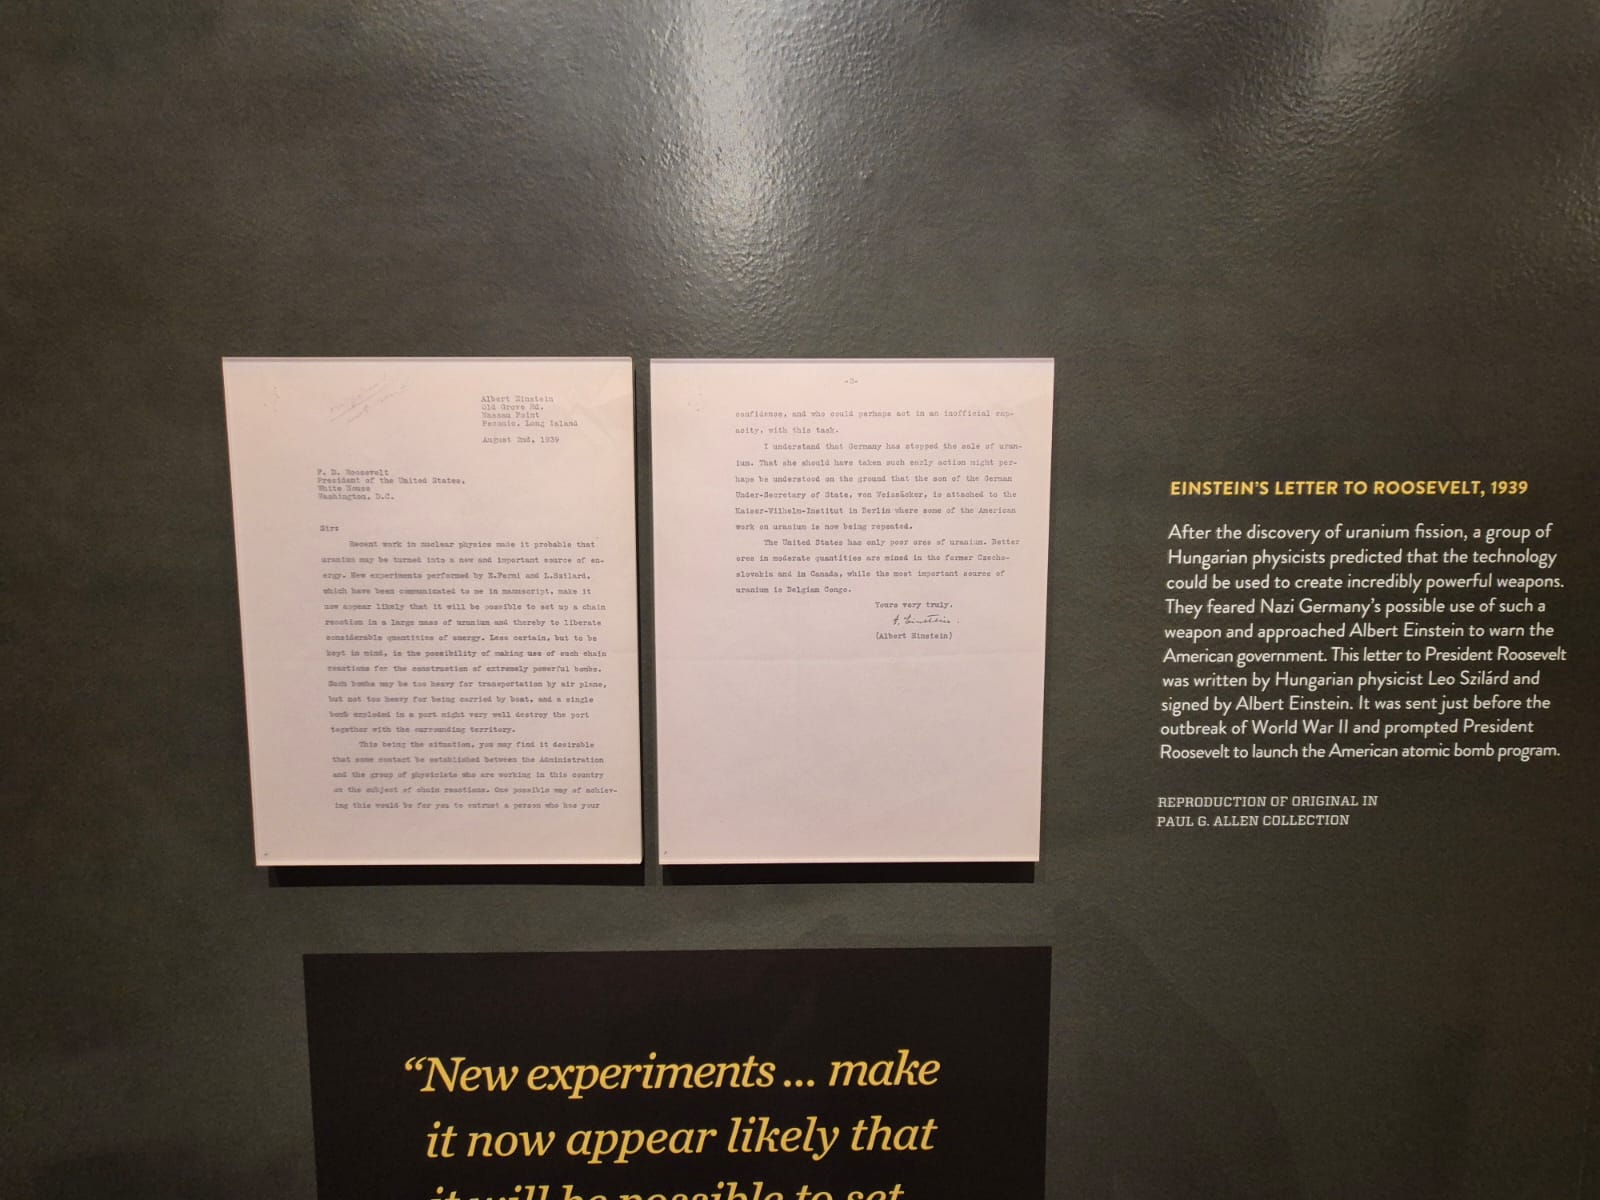 Albert Einstein
Old Grove Rd.
Nassau Point
Peconic, Long Island
August 2nd, 1939
F. D. Roosevelt
President of the United States,
White House
Washington, D.C.
Sir:
Recent work in nuclear physics made it probable that
uranium may be turned into a new and important source of en-
ergy. New experiments performed by E.Fermi and L.Szilard,
which have been communicated to me in manuscript, make it
now appear likely that it will be possible to set up a chain
reaction in a large mass of uranium and thereby to liberate
considerable quantities of energy. Less certain, but to be
kept in mind, is the possibility of making use of such chain
reactions for the construction of extremely powerful bombs.
Such bombs may be too heavy for transportation by air plane,
but not too heavy for being carried by boat, and a single
bomb exploded in a port might very well destroy the port
together with the surrounding territory.
This being the situation, you may find it desirable
that some contact be established between the Administration
and the group of physicists who are working in this country
on the subject of chain reactions. One possible way of achiev-
ing this would be for you to entrust a person who has your
-2-
confidence, and who could perhaps act in an inofficial cap-
acity, with this task.
I understand that Germany has stopped the sale of uran-
ium. That she should have taken such early action might per-
haps be understood on the ground that the son of the German
Under-Secretary of State, von Weissäcker, is attached to the
Kaiser-Wilhelm-Institut in Berlin where some of the American
work on uranium is now being repeated.
The United States has only poor ores of uranium. Better
ores in moderate quantities are mined in the former Czecho-
slovakia and in Canada, while the most important source of
uranium is Belgian Congo.
Yours very truly,
A. Einstein.
(Albert Einstein)
EINSTEIN'S LETTER TO ROOSEVELT, 1939
After the discovery of uranium fission, a group of
Hungarian physicists predicted that the technology
could be used to create incredibly powerful weapons.
They feared Nazi Germany's possible use of such a
weapon and approached Albert Einstein to warn the
American government. This letter to President Roosevelt
was written by Hungarian physicist Leo Szilárd and
signed by Albert Einstein. It was sent just before the
outbreak of World War II and prompted President
Roosevelt to launch the American atomic bomb program.
REPRODUCTION OF ORIGINAL IN
PAUL G. ALLEN COLLECTION
"New experiments ... make
it now appear likely that
it will be possible to set